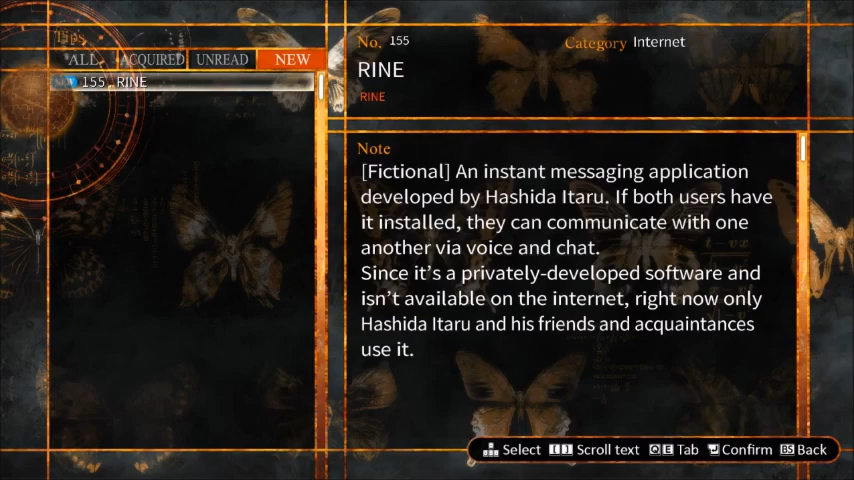 Tips
ALL ACQUIRED UNREAD NEW
NEW 155 RINE
No. 155
Category Internet
RINE
RINE
Note
[Fictional] An instant messaging application
developed by Hashida Itaru. If both users have
it installed, they can communicate with one
another via voice and chat.
Since it's a privately-developed software and
isn't available on the internet, right now only
Hashida Itaru and his friends and acquaintances
use it.
Select [ ] Scroll text Q E Tab Confirm BS Back